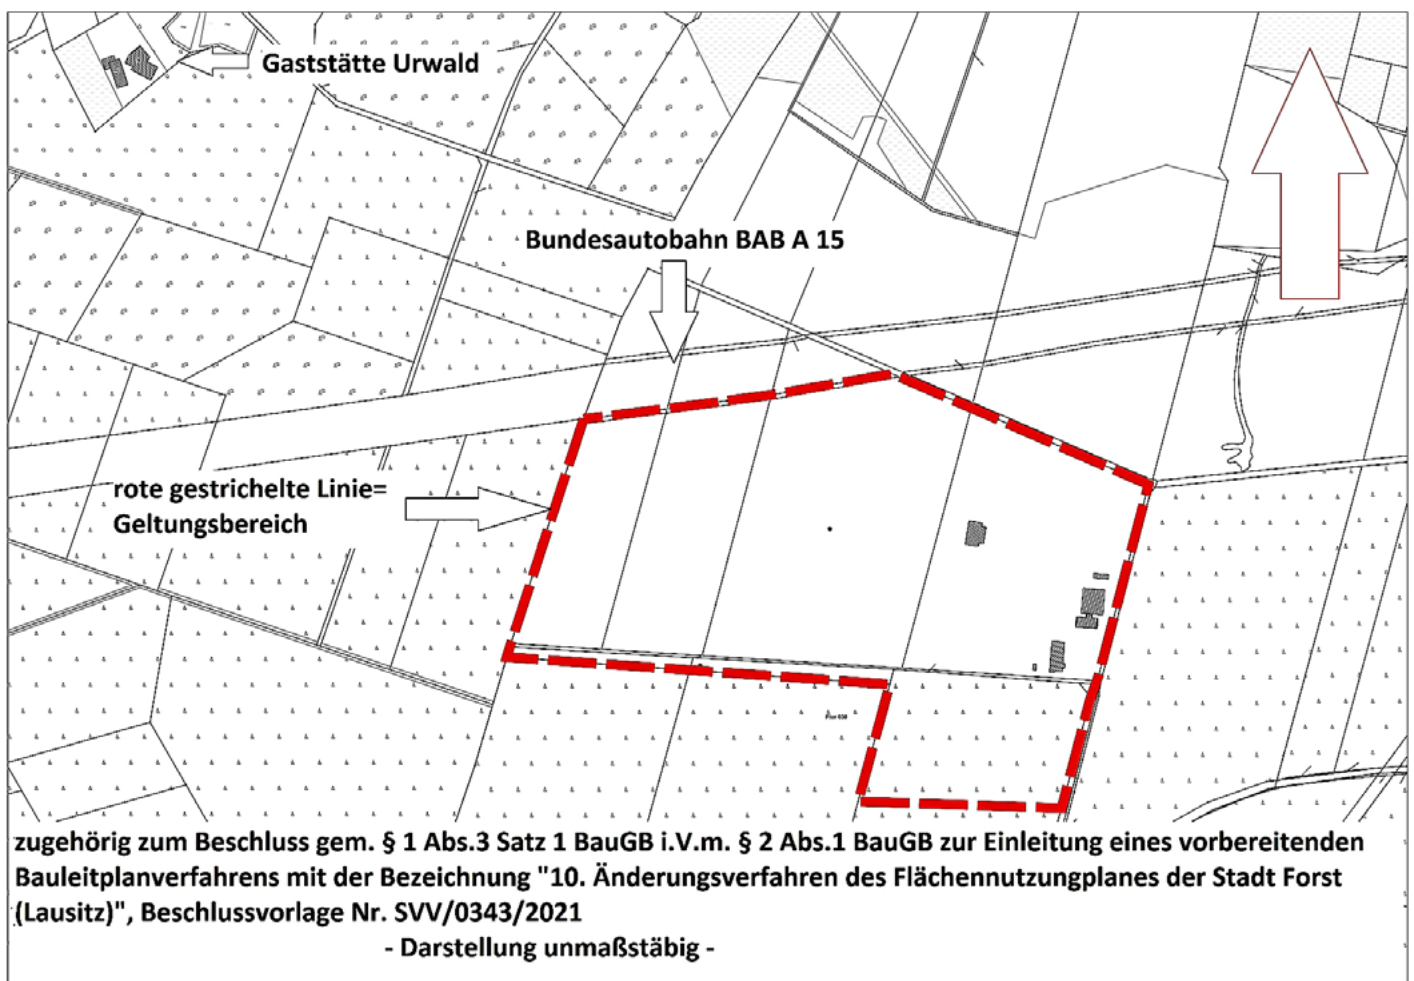 Gaststätte Urwald
Bundesautobahn BAB A 15
rote gestrichelte Linie=
Geltungsbereich
zugehörig zum Beschluss gem. § 1 Abs.3 Satz 1 BauGB i.V.m. § 2 Abs.1 BauGB zur Einleitung eines vorbereitenden
Bauleitplanverfahrens mit der Bezeichnung "10. Änderungsverfahren des Flächennutzungplanes der Stadt Forst
(Lausitz)", Beschlussvorlage Nr. SVV/0343/2021
- Darstellung unmaßstäbig -